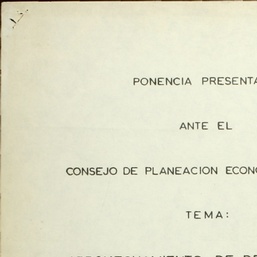 PONENCIA PRESENTA
ANTE EL
CONSEJO DE PLANEACION ECONO
TEMA: